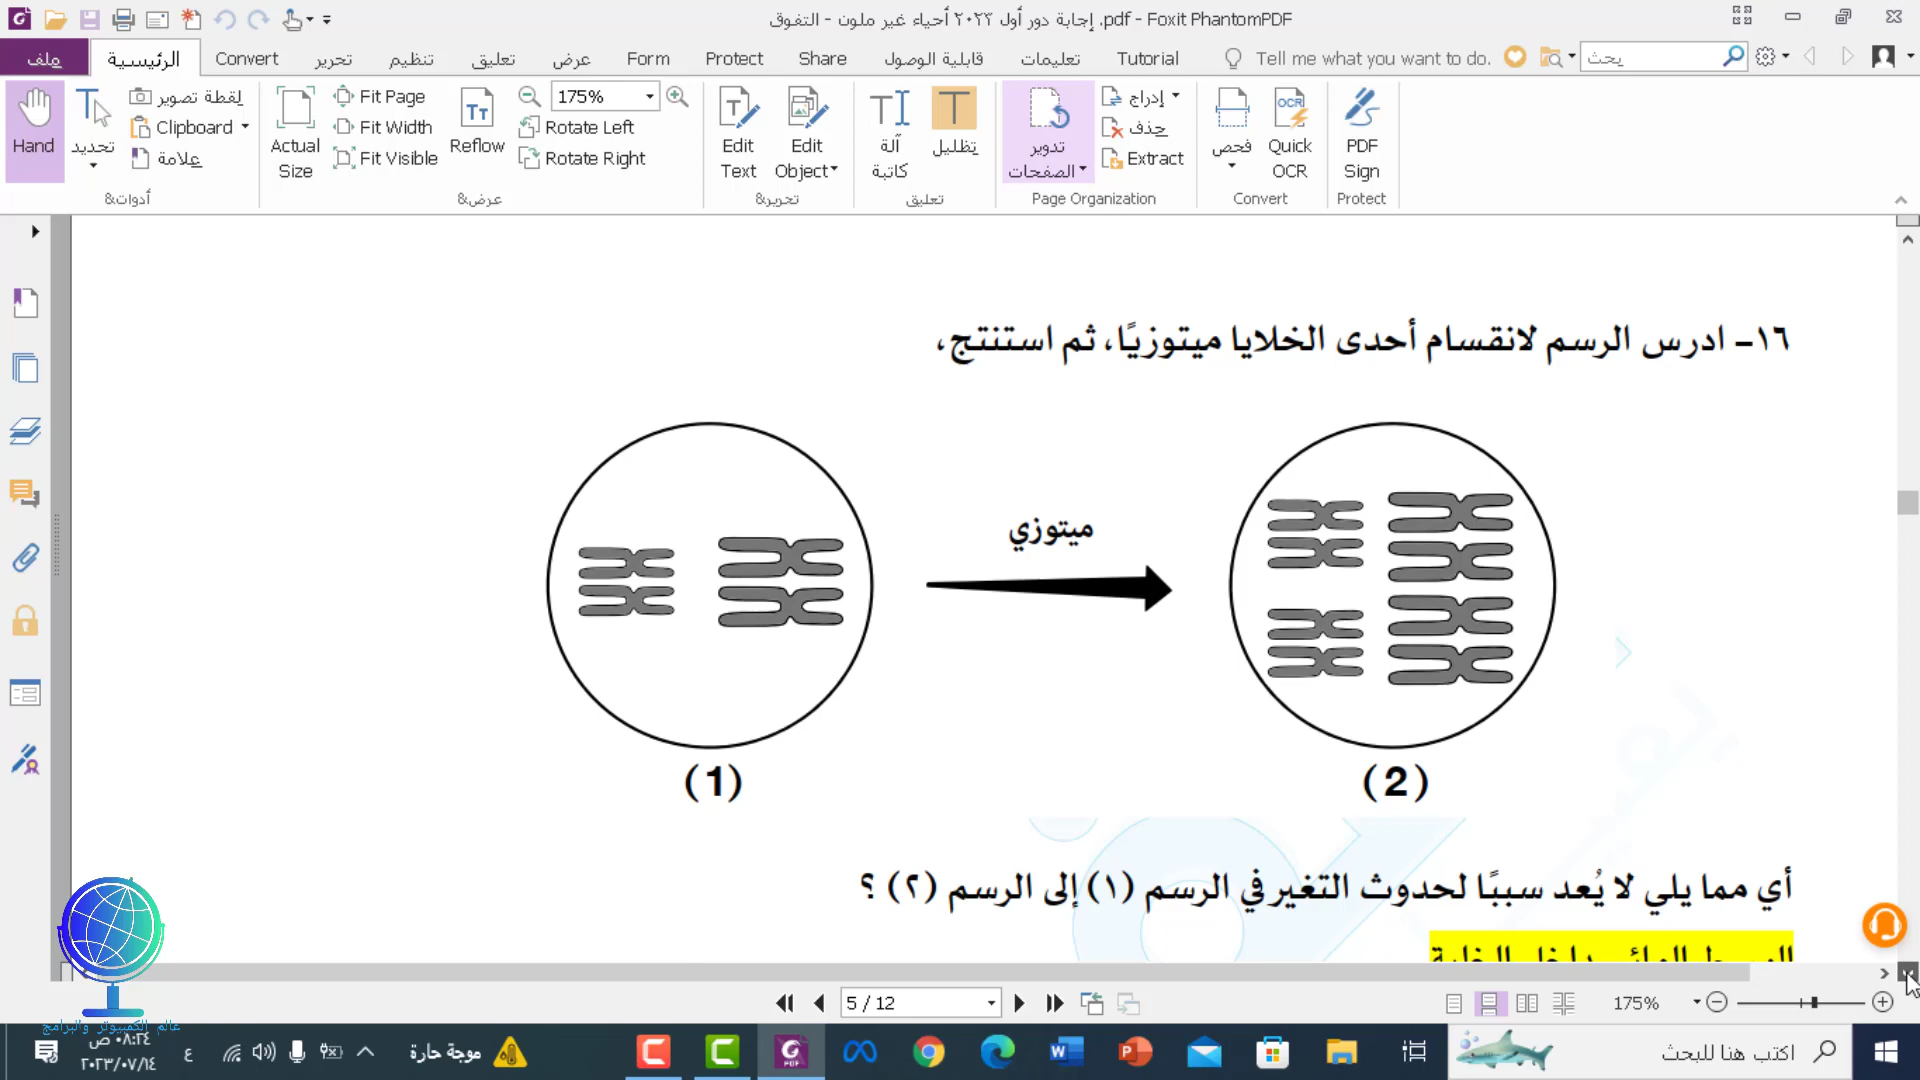 إجابة دور أول ٢٠٢٣ أحياء غير ملون - التفوق .pdf - Foxit PhantomPDF
ملف
الرئيسية
Convert
تحرير
تنظيم
تعليق
عرض
Form
Protect
Share
قابلية الوصول
تعليمات
Tutorial
Tell me what you want to do.
بحث
Hand
تحديد
لقطة تصوير
Clipboard
علامة
أدوات&
Actual Size
Fit Page
Fit Width
Fit Visible
Reflow
175%
Rotate Left
Rotate Right
عرض&
Edit Text
Edit Object
تحرير&
آلة كاتبة
تظليل
تعليق
تدوير الصفحات
إدراج
حذف
Extract
Page Organization
فحص
Quick OCR
Convert
PDF Sign
Protect
١٦- ادرس الرسم لانقسام أحدى الخلايا ميتوزيًا، ثم استنتج،
ميتوزي
(1)
(2)
أي مما يلي لا يُعد سببًا لحدوث التغير في الرسم (١) إلى الرسم (٢) ؟
عالم الكمبيوتر والبرامج
5 / 12
175%
٠٨:٢٤ ص
٢٠٢٣/٠٧/١٤
ع
موجة حارة
اكتب هنا للبحث